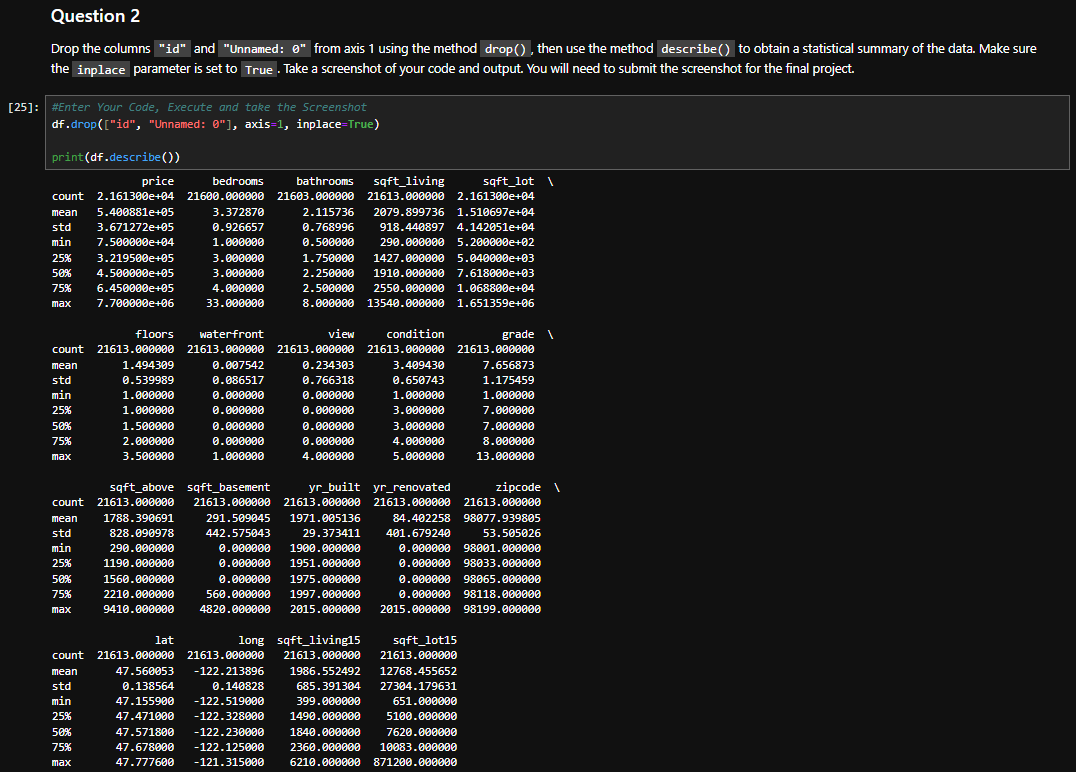 Question 2
Drop the columns "id" and "Unnamed: 0" from axis 1 using the method drop(), then use the method describe() to obtain a statistical summary of the data. Make sure
the inplace parameter is set to True. Take a screenshot of your code and output. You will need to submit the screenshot for the final project.
[25]: #Enter Your Code, Execute and take the Screenshot
df.drop(["id", "Unnamed: 0"], axis=1, inplace=True)
print(df.describe())
price bedrooms bathrooms sqft_living sqft_lot \
count 2.161300e+04 21600.000000 21603.000000 21613.000000 2.161300e+04
mean 5.400881e+05 3.372870 2.115736 2079.899736 1.510697e+04
std 3.671272e+05 0.926657 0.768996 918.440897 4.142051e+04
min 7.500000e+04 1.000000 0.500000 290.000000 5.200000e+02
25% 3.219500e+05 3.000000 1.750000 1427.000000 5.040000e+03
50% 4.500000e+05 3.000000 2.250000 1910.000000 7.618000e+03
75% 6.450000e+05 4.000000 2.500000 2550.000000 1.068800e+04
max 7.700000e+06 33.000000 8.000000 13540.000000 1.651359e+06
floors waterfront view condition grade \
count 21613.000000 21613.000000 21613.000000 21613.000000 21613.000000
mean 1.494309 0.007542 0.234303 3.409430 7.656873
std 0.539989 0.086517 0.766318 0.650743 1.175459
min 1.000000 0.000000 0.000000 1.000000 1.000000
25% 1.000000 0.000000 0.000000 3.000000 7.000000
50% 1.500000 0.000000 0.000000 3.000000 7.000000
75% 2.000000 0.000000 0.000000 4.000000 8.000000
max 3.500000 1.000000 4.000000 5.000000 13.000000
sqft_above sqft_basement yr_built yr_renovated zipcode \
count 21613.000000 21613.000000 21613.000000 21613.000000 21613.000000
mean 1788.390691 291.509045 1971.005136 84.402258 98077.939805
std 828.090978 442.575043 29.373411 401.679240 53.505026
min 290.000000 0.000000 1900.000000 0.000000 98001.000000
25% 1190.000000 0.000000 1951.000000 0.000000 98033.000000
50% 1560.000000 0.000000 1975.000000 0.000000 98065.000000
75% 2210.000000 560.000000 1997.000000 0.000000 98118.000000
max 9410.000000 4820.000000 2015.000000 2015.000000 98199.000000
lat long sqft_living15 sqft_lot15
count 21613.000000 21613.000000 21613.000000 21613.000000
mean 47.560053 -122.213896 1986.552492 12768.455652
std 0.138564 0.140828 685.391304 27304.179631
min 47.155900 -122.519000 399.000000 651.000000
25% 47.471000 -122.328000 1490.000000 5100.000000
50% 47.571800 -122.230000 1840.000000 7620.000000
75% 47.678000 -122.125000 2360.000000 10083.000000
max 47.777600 -121.315000 6210.000000 871200.000000